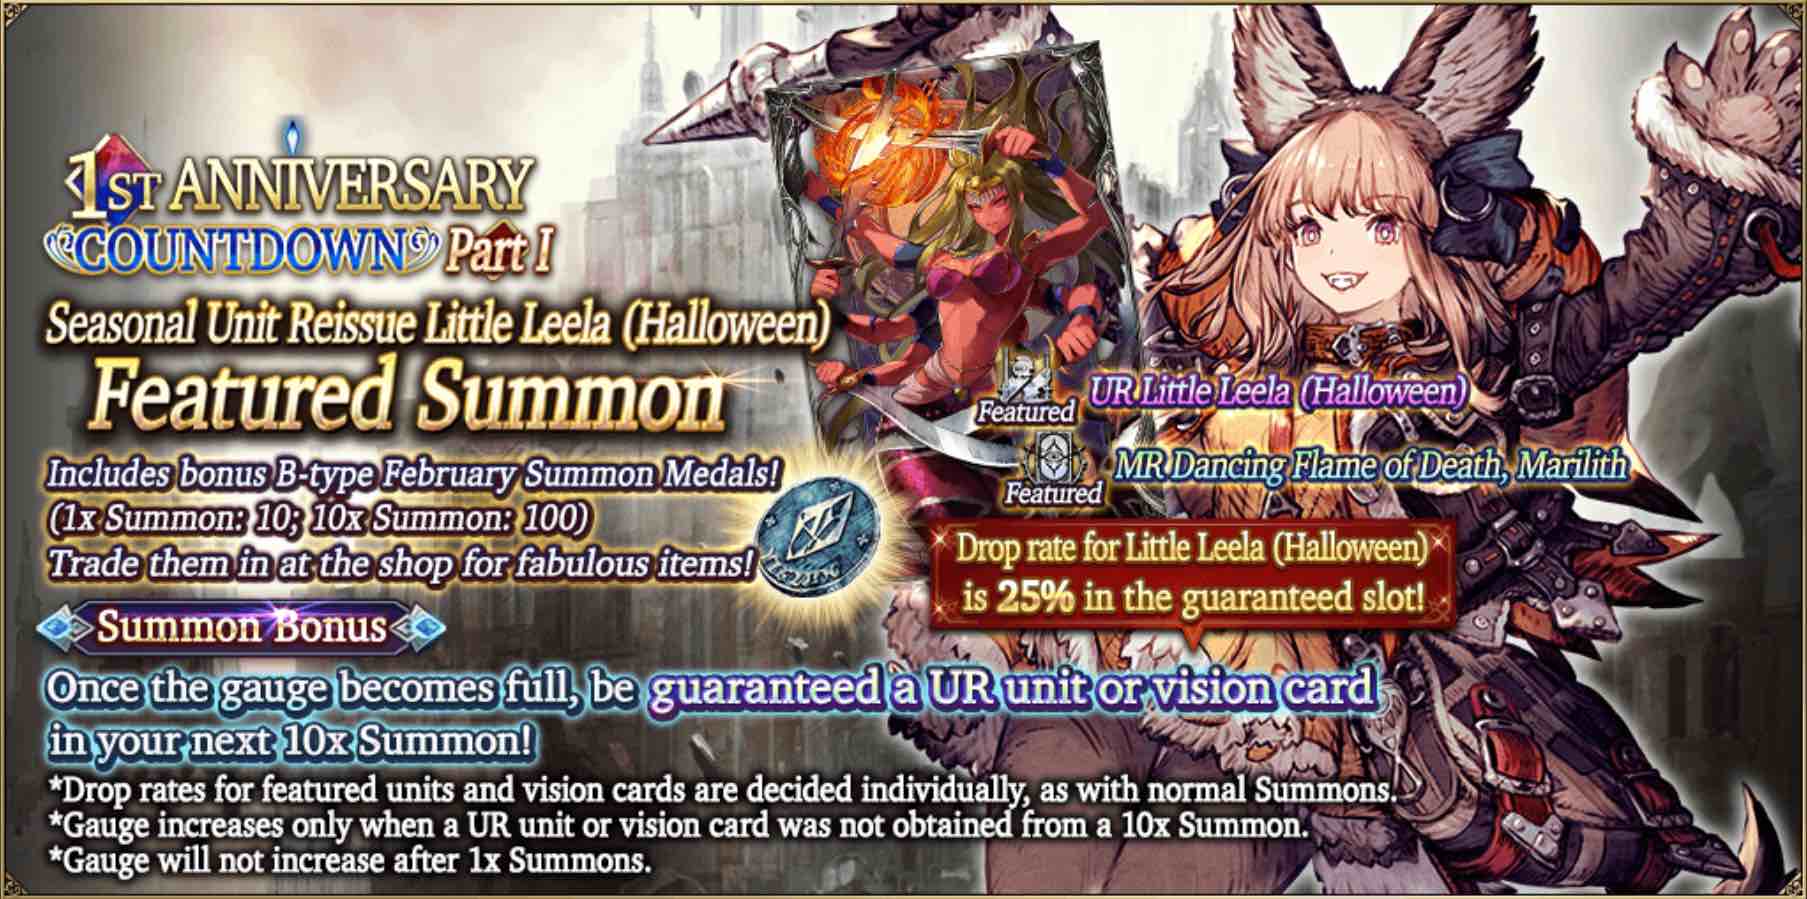 1ST ANNIVERSARY
COUNTDOWN Part I
Seasonal Unit Reissue Little Leela (Halloween)
Featured Summon
Includes bonus B-type February Summon Medals!
(1x Summon: 10; 10x Summon: 100)
Trade them in at the shop for fabulous items!
Featured UR Little Leela (Halloween)
Featured MR Dancing Flame of Death, Marilith
Drop rate for Little Leela (Halloween)
is 25% in the guaranteed slot!
Summon Bonus
Once the gauge becomes full, be guaranteed a UR unit or vision card
in your next 10x Summon!
*Drop rates for featured units and vision cards are decided individually, as with normal Summons.
*Gauge increases only when a UR unit or vision card was not obtained from a 10x Summon.
*Gauge will not increase after 1x Summons.